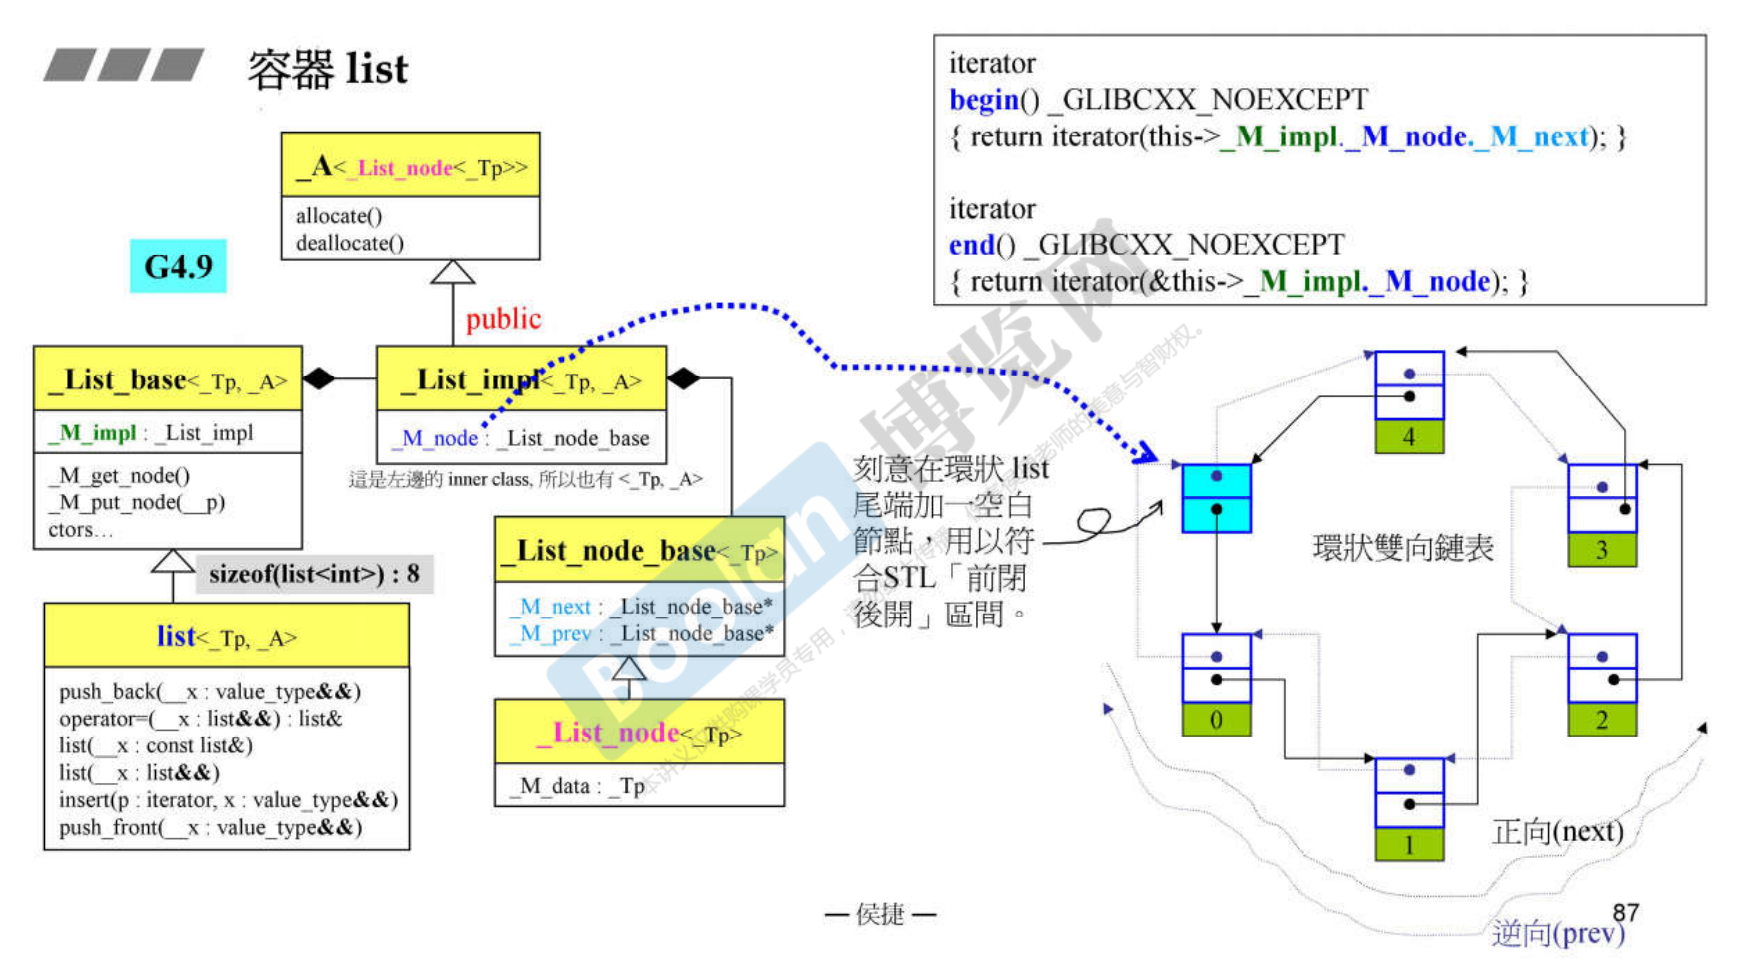 容器 list
iterator
begin() _GLIBCXX_NOEXCEPT
{ return iterator(this->_M_impl._M_node._M_next); }
iterator
end() _GLIBCXX_NOEXCEPT
{ return iterator(&this->_M_impl._M_node); }
_A<_List_node<_Tp>>
allocate()
deallocate()
G4.9
public
_List_base<_Tp, _A>
_M_impl : _List_impl
_M_get_node()
_M_put_node(__p)
ctors...
_List_impl<_Tp, _A>
_M_node : _List_node_base
這是左邊的 inner class, 所以也有 <_Tp, _A>
_List_node_base<_Tp>
_M_next : _List_node_base*
_M_prev : _List_node_base*
_List_node<_Tp>
_M_data : _Tp
sizeof(list<int>) : 8
list<_Tp, _A>
push_back(__x : value_type&&)
operator=(__x : list&&) : list&
list(__x : const list&)
list(__x : list&&)
insert(p : iterator, x : value_type&&)
push_front(__x : value_type&&)
刻意在環狀 list
尾端加一空白
節點，用以符
合STL「前閉
後開」區間。
環狀雙向鏈表
4
3
2
0
1
正向(next)
逆向(prev)
Boolan
博览网
— 侯捷 —
87